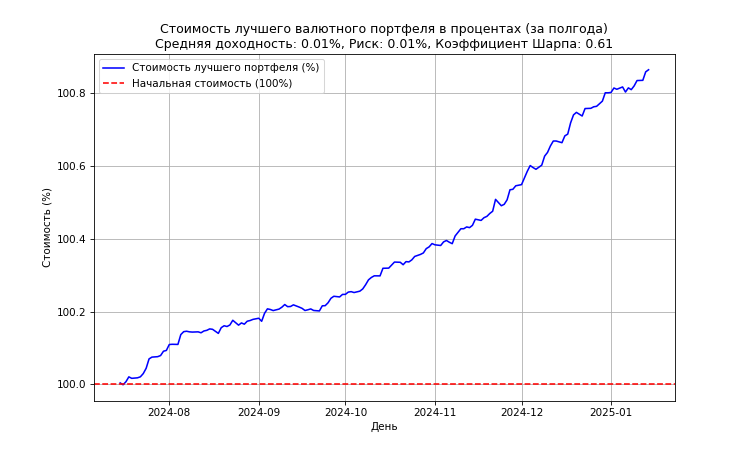 Стоимость лучшего валютного портфеля в процентах (за полгода)
Средняя доходность: 0.01%, Риск: 0.01%, Коэффициент Шарпа: 0.61
Стоимость лучшего портфеля (%)
Начальная стоимость (100%)
Стоимость (%)
100.8
100.6
100.4
100.2
100.0
2024-08 2024-09 2024-10 2024-11 2024-12 2025-01
День